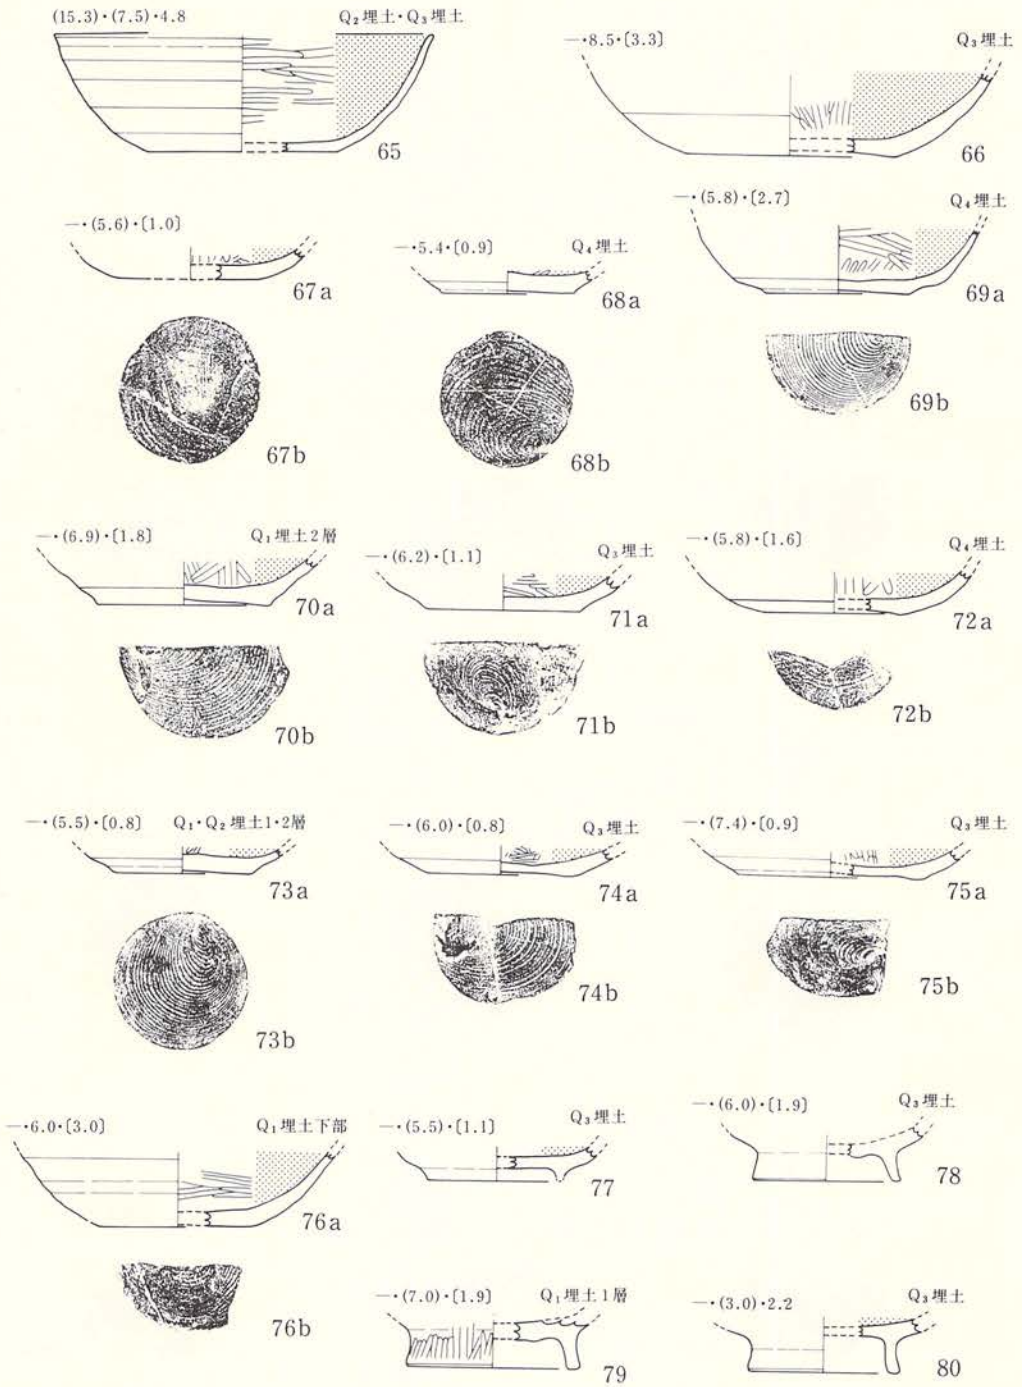 (15.3)・(7.5)・4.8 Q₂埋土・Q₃埋土
65
—・8.5・〔3.3〕 Q₃埋土
66
—・(5.6)・〔1.0〕
67a
67b
—・5.4・〔0.9〕 Q₄埋土
68a
68b
—・(5.8)・〔2.7〕 Q₄埋土
69a
69b
—・(6.9)・〔1.8〕 Q₁埋土2層
70a
70b
—・(6.2)・〔1.1〕 Q₃埋土
71a
71b
—・(5.8)・〔1.6〕 Q₄埋土
72a
72b
—・(5.5)・〔0.8〕 Q₁・Q₂埋土1・2層
73a
73b
—・(6.0)・〔0.8〕 Q₃埋土
74a
74b
—・(7.4)・〔0.9〕 Q₃埋土
75a
75b
—・6.0・〔3.0〕 Q₁埋土下部
76a
76b
—・(5.5)・〔1.1〕 Q₃埋土
77
—・(6.0)・〔1.9〕 Q₃埋土
78
—・(7.0)・〔1.9〕 Q₁埋土1層
79
—・(3.0)・2.2 Q₃埋土
80